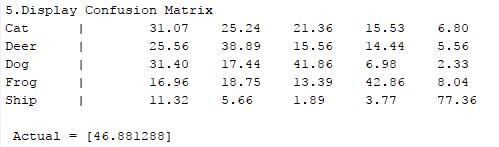 5.Display Confusion Matrix
Cat | 31.07 25.24 21.36 15.53 6.80
Deer | 25.56 38.89 15.56 14.44 5.56
Dog | 31.40 17.44 41.86 6.98 2.33
Frog | 16.96 18.75 13.39 42.86 8.04
Ship | 11.32 5.66 1.89 3.77 77.36
Actual = [46.881288]